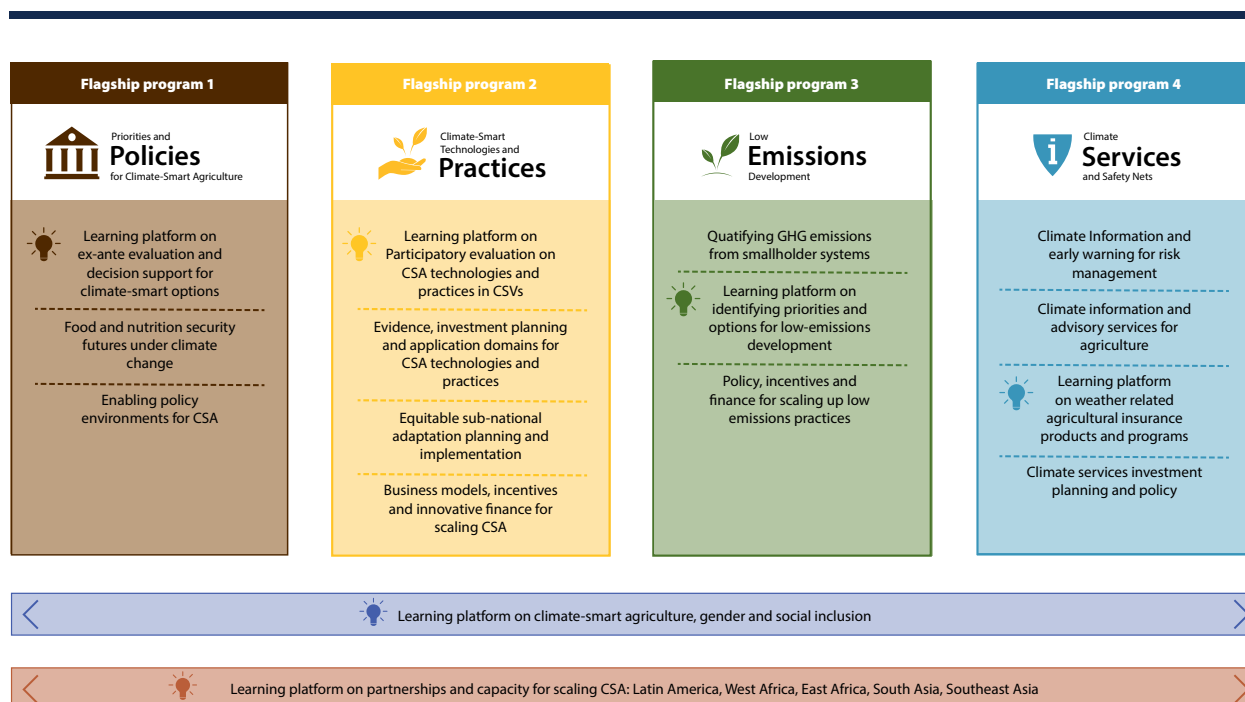 Flagship program 1
Priorities and
Policies
for Climate-Smart Agriculture
Learning platform on
ex-ante evaluation and
decision support for
climate-smart options
Food and nutrition security
futures under climate
change
Enabling policy
environments for CSA
Flagship program 2
Climate-Smart
Technologies and
Practices
Learning platform on
Participatory evaluation on
CSA technologies and
practices in CSVs
Evidence, investment planning
and application domains for
CSA technologies and
practices
Equitable sub-national
adaptation planning and
implementation
Business models, incentives
and innovative finance for
scaling CSA
Flagship program 3
Low
Emissions
Development
Quatifying GHG emissions
from smallholder systems
Learning platform on
identifying priorities and
options for low-emissions
development
Policy, incentives and
finance for scaling up low
emissions practices
Flagship program 4
Climate
Services
and Safety Nets
Climate Information and
early warning for risk
management
Climate information and
advisory services for
agriculture
Learning platform
on weather related
agricultural insurance
products and programs
Climate services investment
planning and policy
Learning platform on climate-smart agriculture, gender and social inclusion
Learning platform on partnerships and capacity for scaling CSA: Latin America, West Africa, East Africa, South Asia, Southeast Asia